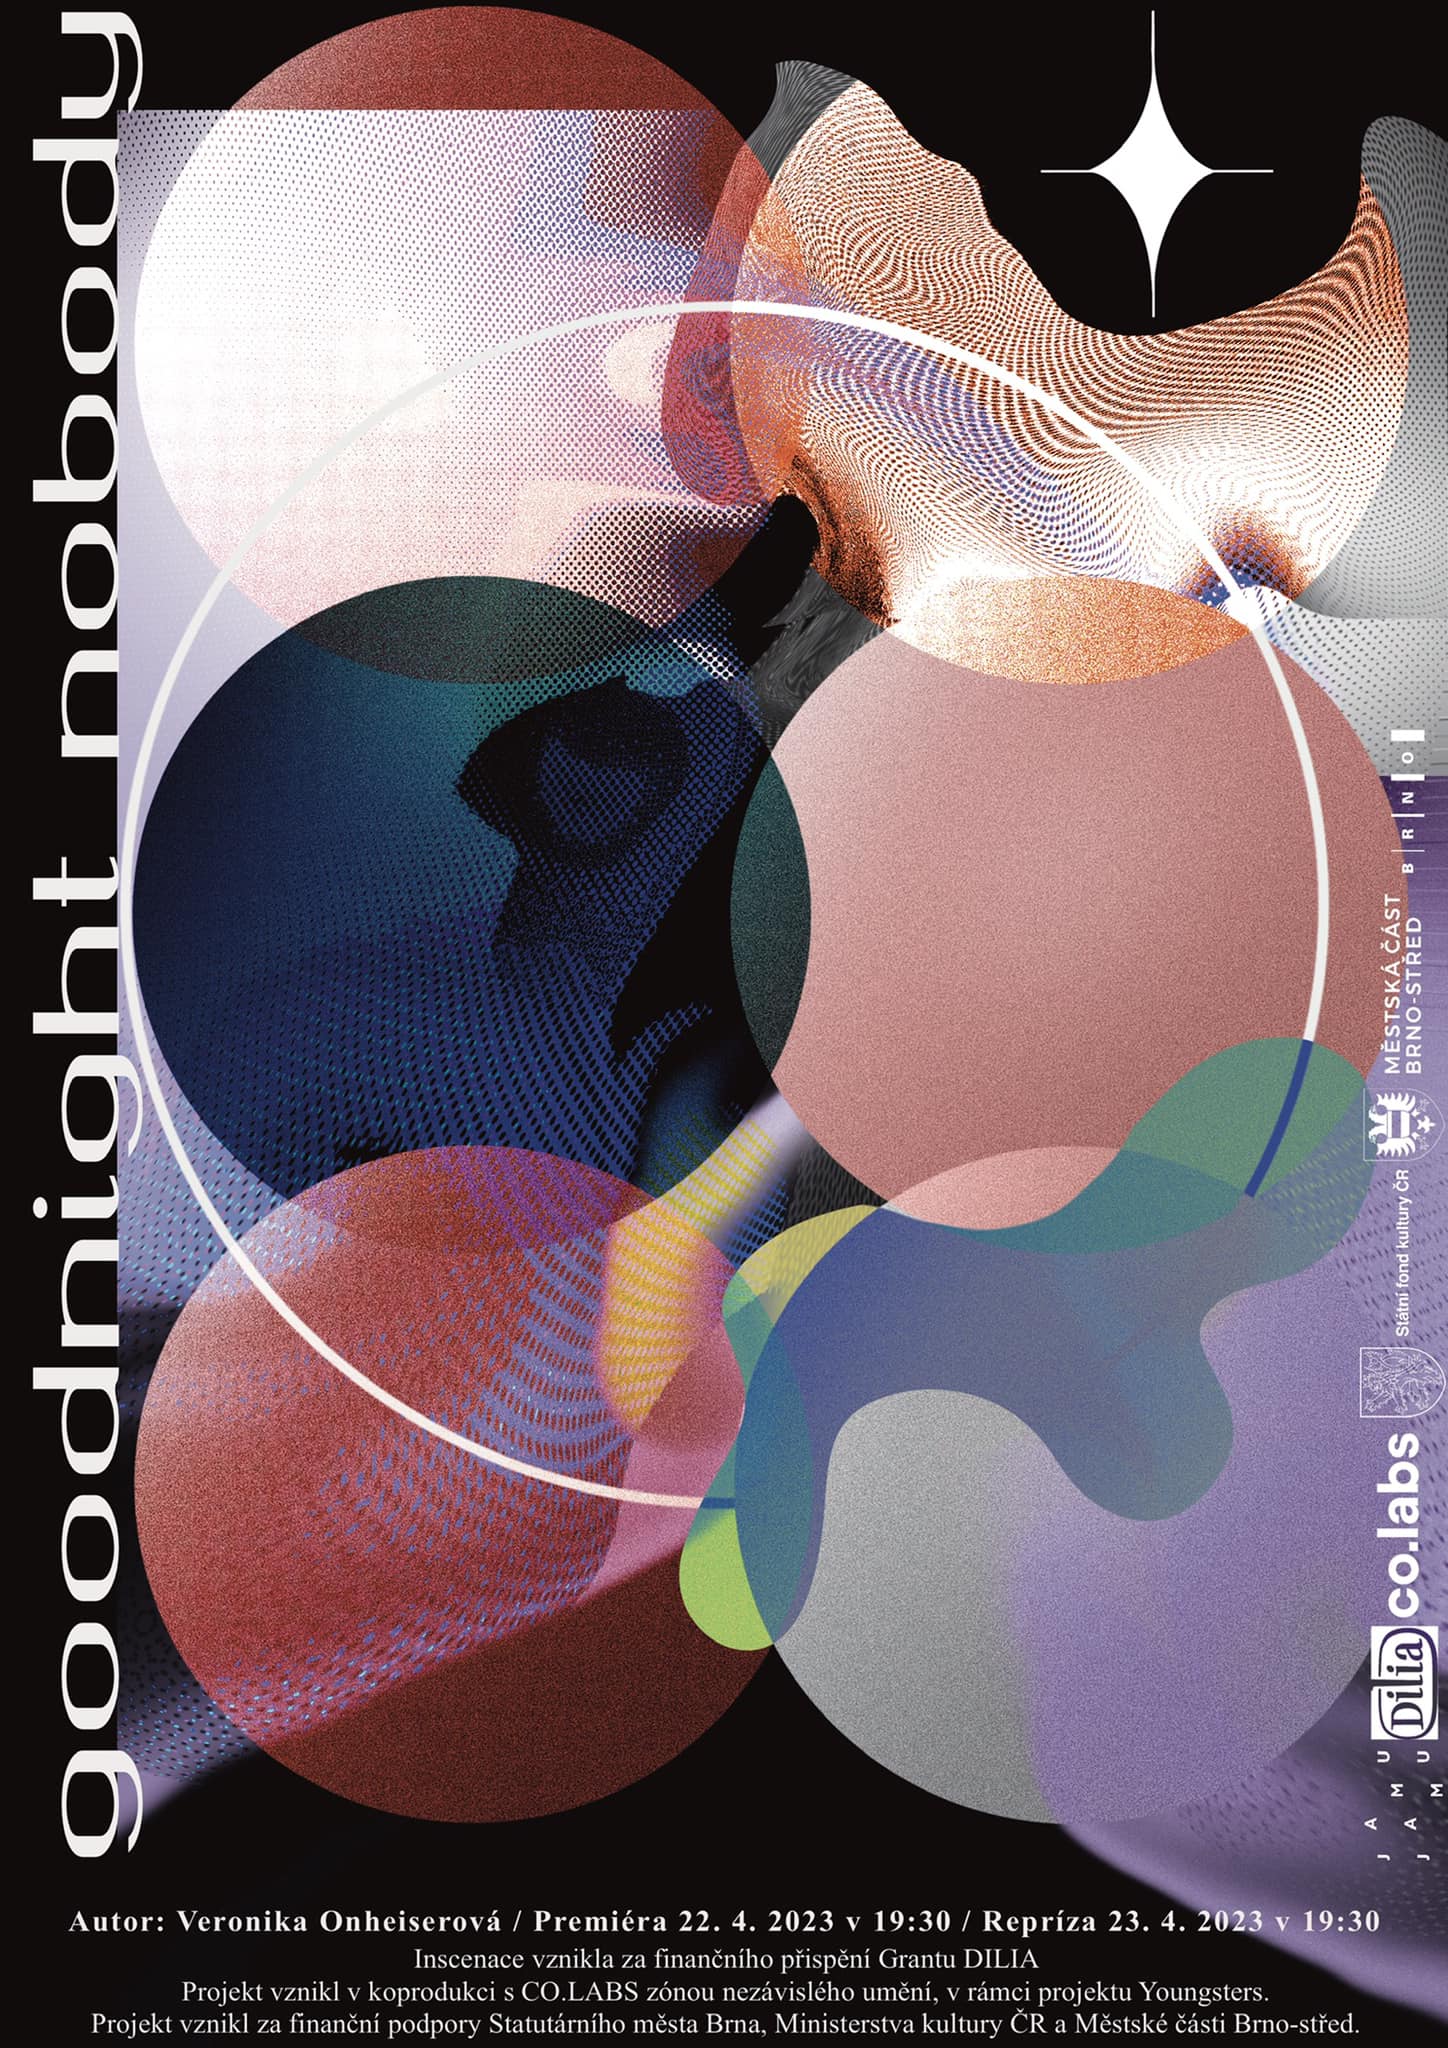 goodnight nobody
B|R|N|O
MĚSTSKÁ ČÁST
BRNO-STŘED
Státní fond kultury ČR
co.labs
Dilia
JAMU
JAMU
Autor: Veronika Onheiserová / Premiéra 22. 4. 2023 v 19:30 / Repríza 23. 4. 2023 v 19:30
Inscenace vznikla za finančního přispění Grantu DILIA
Projekt vznikl v koprodukci s CO.LABS zónou nezávislého umění, v rámci projektu Youngsters.
Projekt vznikl za finanční podpory Statutárního města Brna, Ministerstva kultury ČR a Městské části Brno-střed.